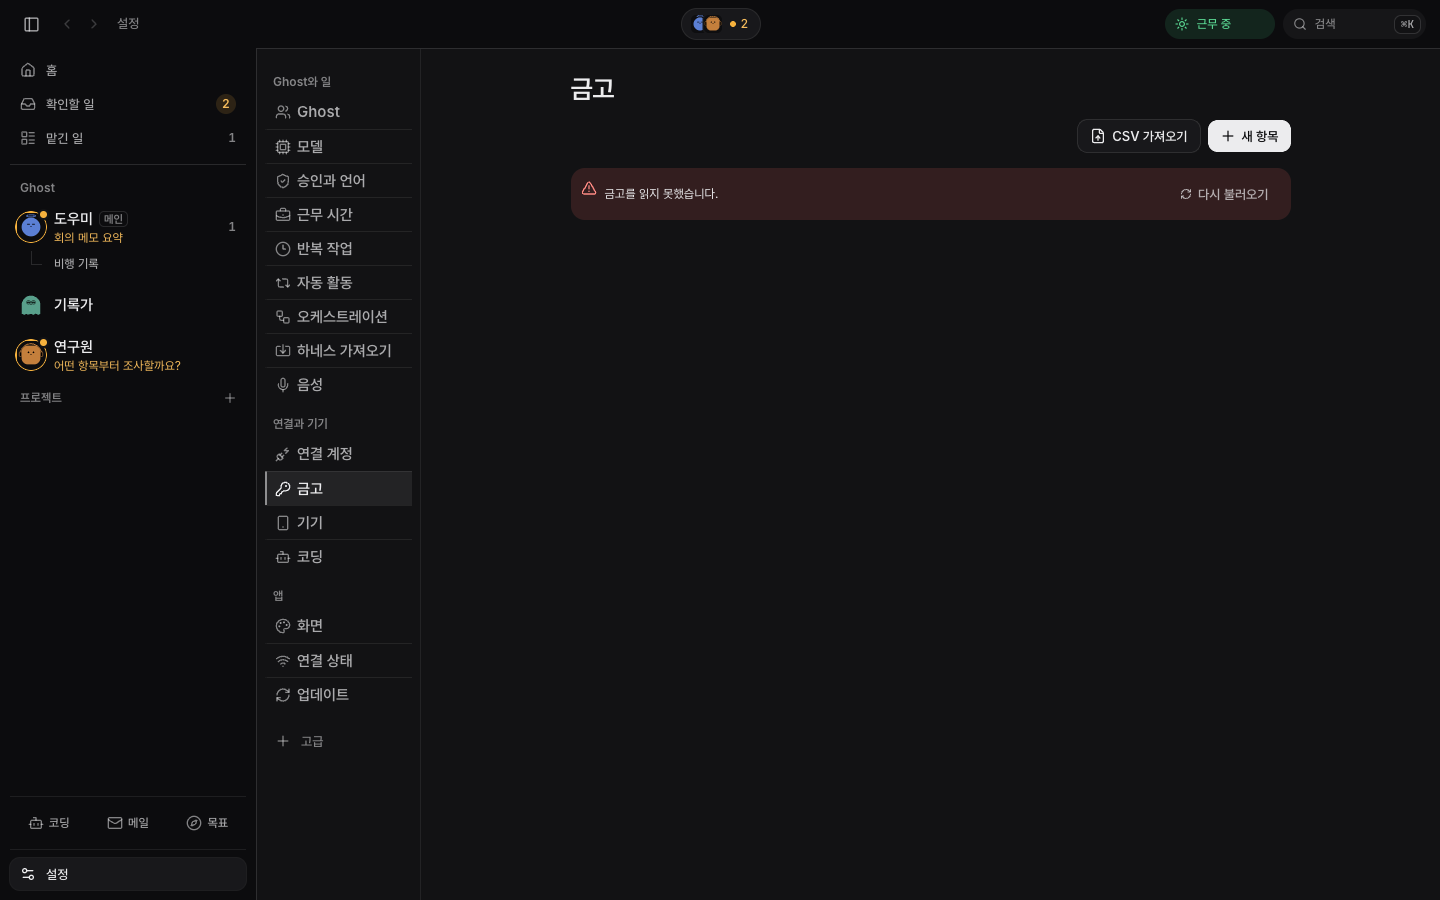 설정
2
근무 중
검색
⌘K
홈
확인할 일
2
맡긴 일
1
Ghost
도우미
메인
1
회의 메모 요약
비행 기록
기록가
연구원
어떤 항목부터 조사할까요?
프로젝트
코딩
메일
목표
설정
Ghost와 일
Ghost
모델
승인과 언어
근무 시간
반복 작업
자동 활동
오케스트레이션
하네스 가져오기
음성
연결과 기기
연결 계정
금고
기기
코딩
앱
화면
연결 상태
업데이트
고급
금고
CSV 가져오기
새 항목
금고를 읽지 못했습니다.
다시 불러오기